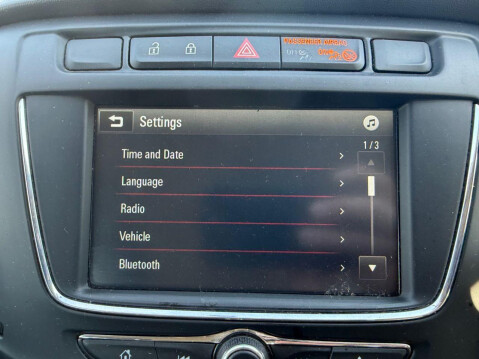 Settings
1/3
Time and Date
Language
Radio
Vehicle
Bluetooth